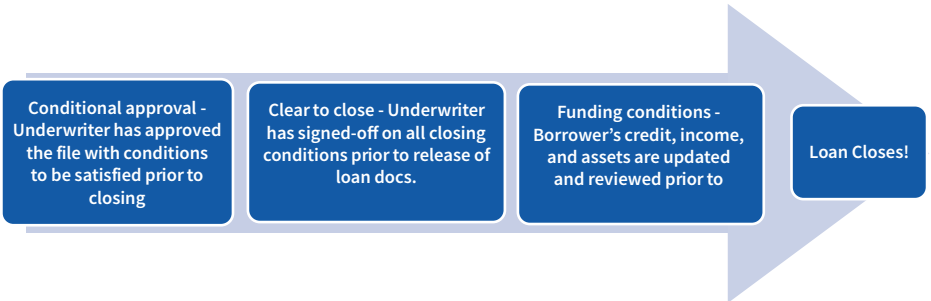 Conditional approval -
Underwriter has approved
the file with conditions
to be satisfied prior to
closing
Clear to close - Underwriter
has signed-off on all closing
conditions prior to release of
loan docs.
Funding conditions -
Borrower's credit, income,
and assets are updated
and reviewed prior to
Loan Closes!